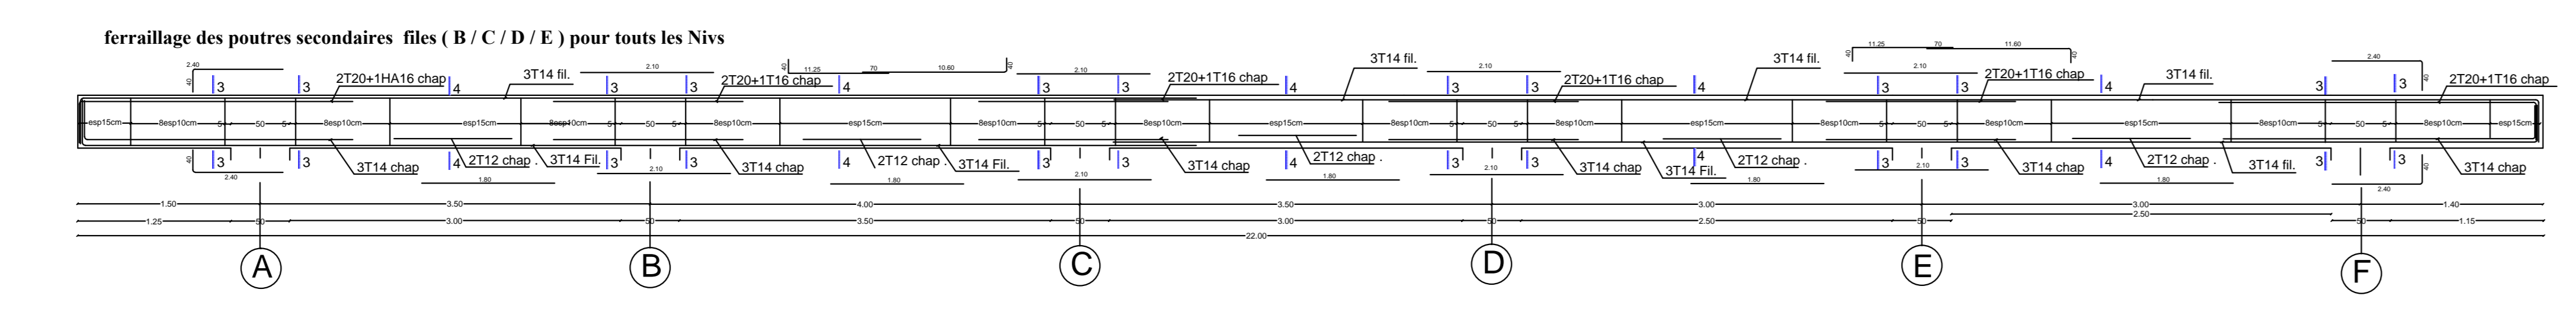 ferraillage des poutres secondaires files ( B / C / D / E ) pour touts les Nivs
11.25 70 11.60
40 40
2.40 2.10 11.25 70 10.60 2.10 3T14 fil. 2.10 3T14 fil. 2.10 2.40
40 40 40 40
3 3 2T20+1HA16 chap 4 3T14 fil. 3 3 2T20+1T16 chap 4 3 3 2T20+1T16 chap 4 3 3 2T20+1T16 chap 4 3 3 2T20+1T16 chap 4 3T14 fil. 3 3 2T20+1T16 chap
esp15cm 8esp10cm 5 50 5 8esp10cm esp15cm 8esp10cm 5 50 5 8esp10cm esp15cm 8esp10cm 5 50 5 8esp10cm esp15cm 8esp10cm 5 50 5 8esp10cm esp15cm 8esp10cm 5 50 5 8esp10cm esp15cm 8esp10cm 5 50 5 8esp10cm esp15cm
40 3 3 3T14 chap 4 2T12 chap . 3T14 Fil. 3 3 3T14 chap 4 2T12 chap . 3T14 Fil. 3 3 3T14 chap 4 2T12 chap . 3 3 3T14 chap 3T14 Fil. 4 2T12 chap . 3 3 3T14 chap 4 2T12 chap . 3T14 fil. 3 3 40 3T14 chap
2.40 1.80 2.10 1.80 2.10 1.80 2.10 1.80 2.10 1.80 2.40
1.50 3.50 4.00 3.50 3.00 3.00 1.40
2.50
1.25 50 3.00 50 3.50 50 3.00 50 2.50 50 50 1.15
22.00
A B C D E F